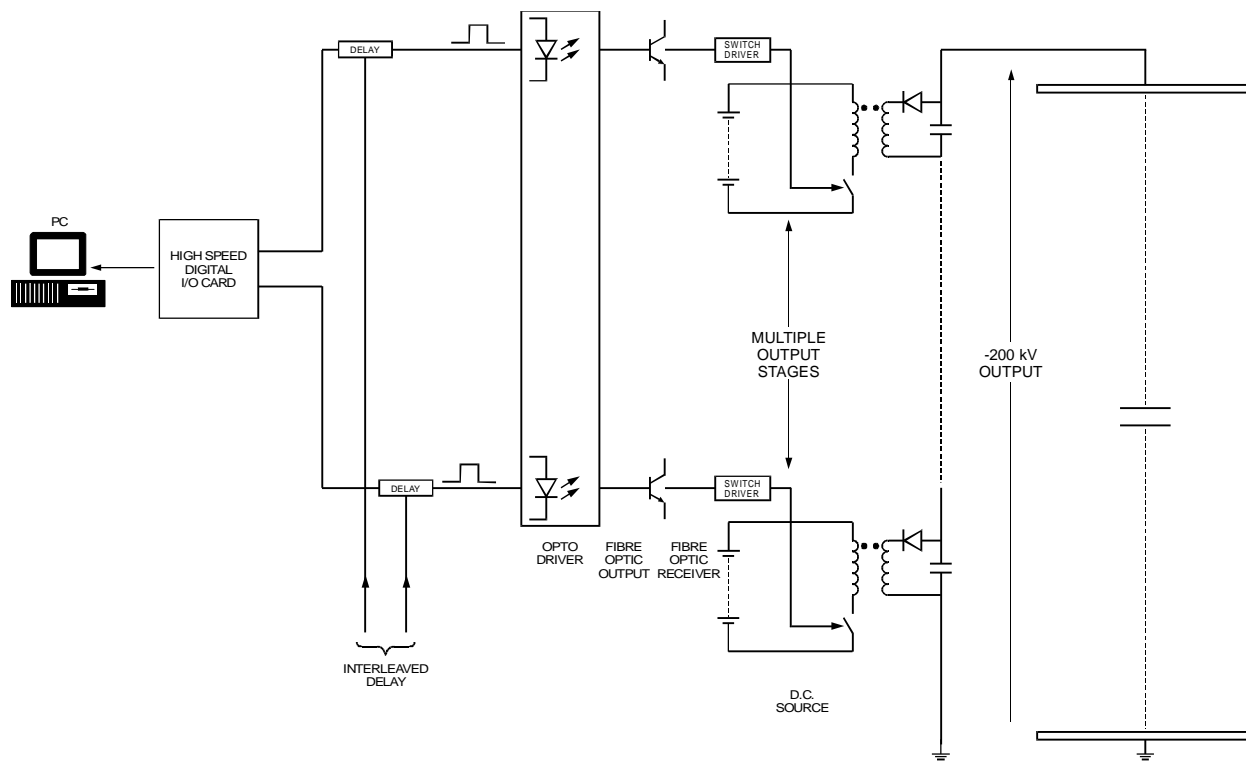 DELAY
SWITCH
DRIVER
PC
HIGH SPEED
DIGITAL
I/O CARD
MULTIPLE
OUTPUT
STAGES
-200 kV
OUTPUT
DELAY
SWITCH
DRIVER
OPTO
DRIVER
FIBRE
OPTIC
OUTPUT
FIBRE
OPTIC
RECEIVER
INTERLEAVED
DELAY
D.C.
SOURCE